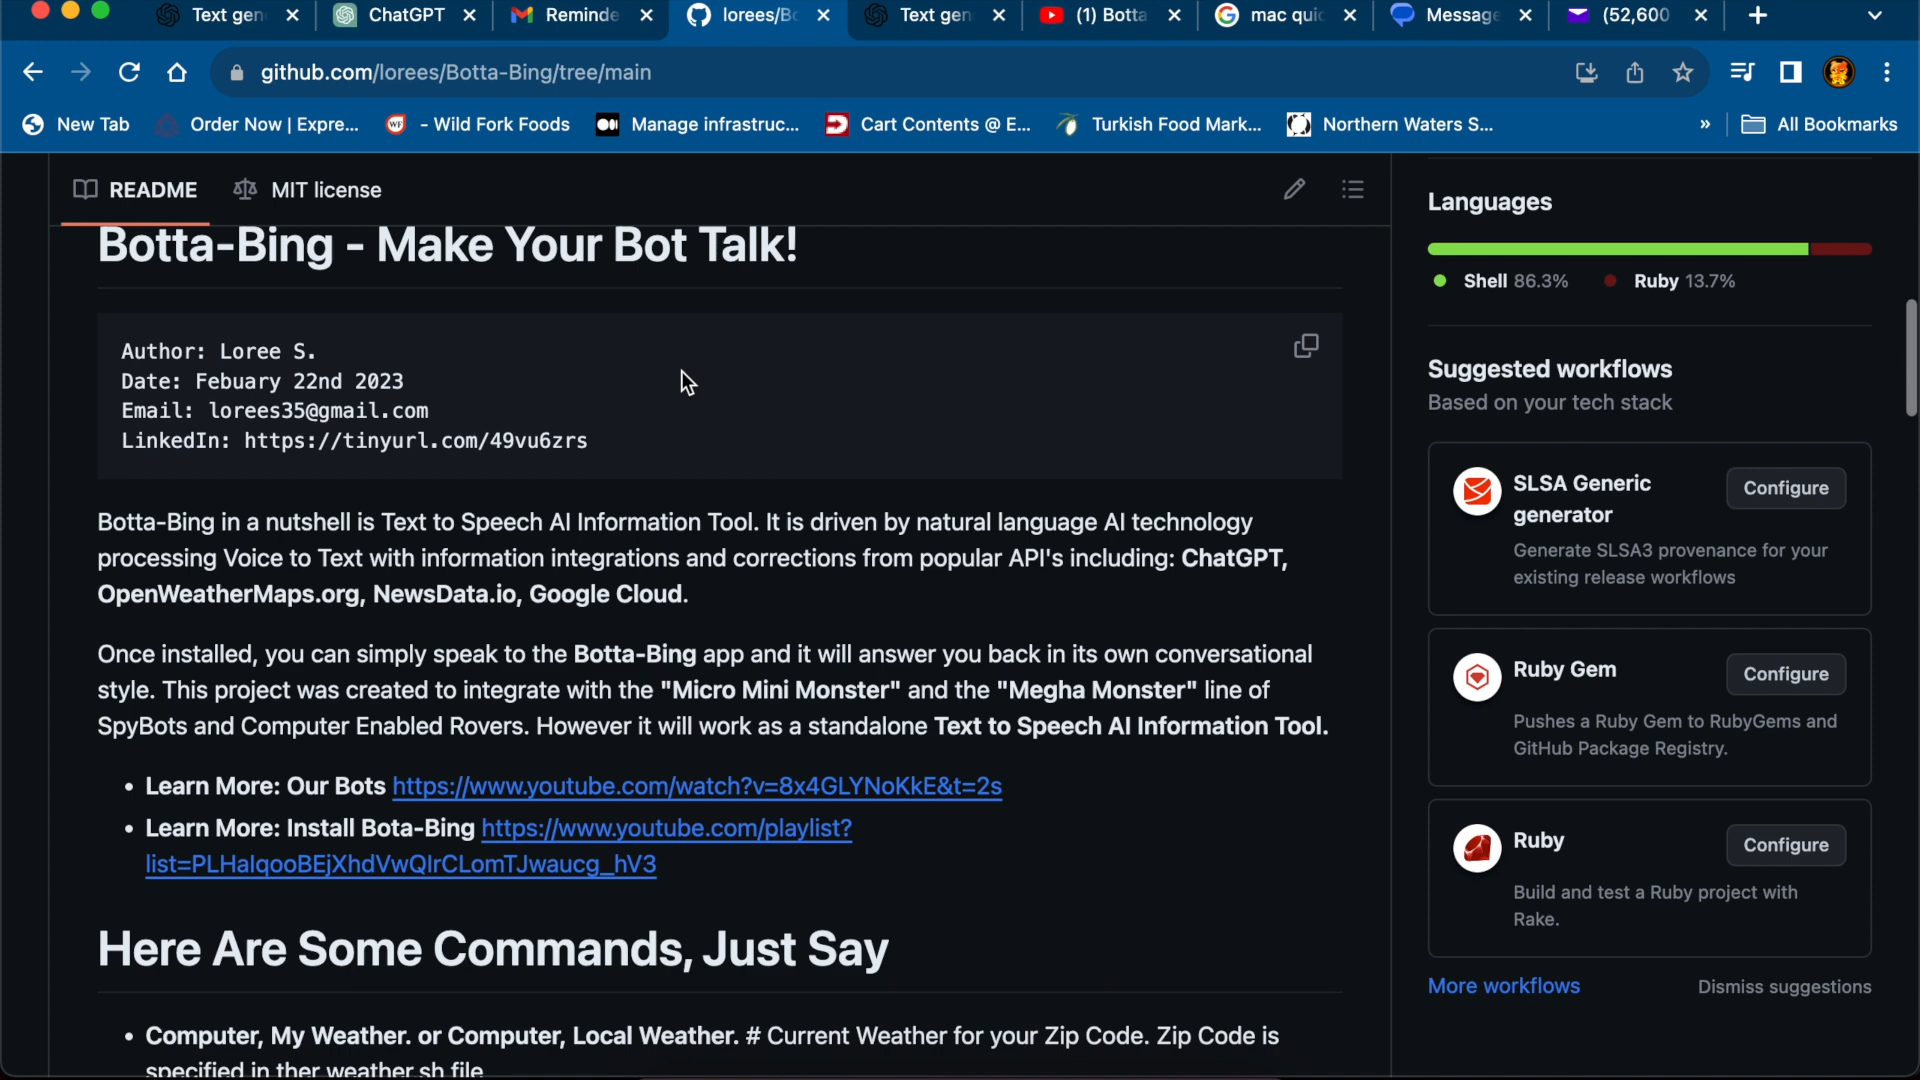 Text gen
ChatGPT
Reminde
lorees/Bo
Text gen
(1) Botta
mac quic
Message
(52,600
github.com/lorees/Botta-Bing/tree/main
New Tab
Order Now | Expre...
- Wild Fork Foods
Manage infrastruc...
Cart Contents @ E...
Turkish Food Mark...
Northern Waters S...
»
All Bookmarks
README
MIT license
Botta-Bing - Make Your Bot Talk!
Author: Loree S.
Date: Febuary 22nd 2023
Email: lorees35@gmail.com
LinkedIn: https://tinyurl.com/49vu6zrs
Botta-Bing in a nutshell is Text to Speech AI Information Tool. It is driven by natural language AI technology
processing Voice to Text with information integrations and corrections from popular API's including: ChatGPT,
OpenWeatherMaps.org, NewsData.io, Google Cloud.
Once installed, you can simply speak to the Botta-Bing app and it will answer you back in its own conversational
style. This project was created to integrate with the "Micro Mini Monster" and the "Megha Monster" line of
SpyBots and Computer Enabled Rovers. However it will work as a standalone Text to Speech AI Information Tool.
• Learn More: Our Bots https://www.youtube.com/watch?v=8x4GLYNoKkE&t=2s
• Learn More: Install Bota-Bing https://www.youtube.com/playlist?
list=PLHalqooBEjXhdVwQIrCLomTJwaucg_hV3
Here Are Some Commands, Just Say
• Computer, My Weather. or Computer, Local Weather. # Current Weather for your Zip Code. Zip Code is
specified in ther weather.sh file
Languages
Shell 86.3%
Ruby 13.7%
Suggested workflows
Based on your tech stack
SLSA Generic
generator
Configure
Generate SLSA3 provenance for your
existing release workflows
Ruby Gem
Configure
Pushes a Ruby Gem to RubyGems and
GitHub Package Registry.
Ruby
Configure
Build and test a Ruby project with
Rake.
More workflows
Dismiss suggestions